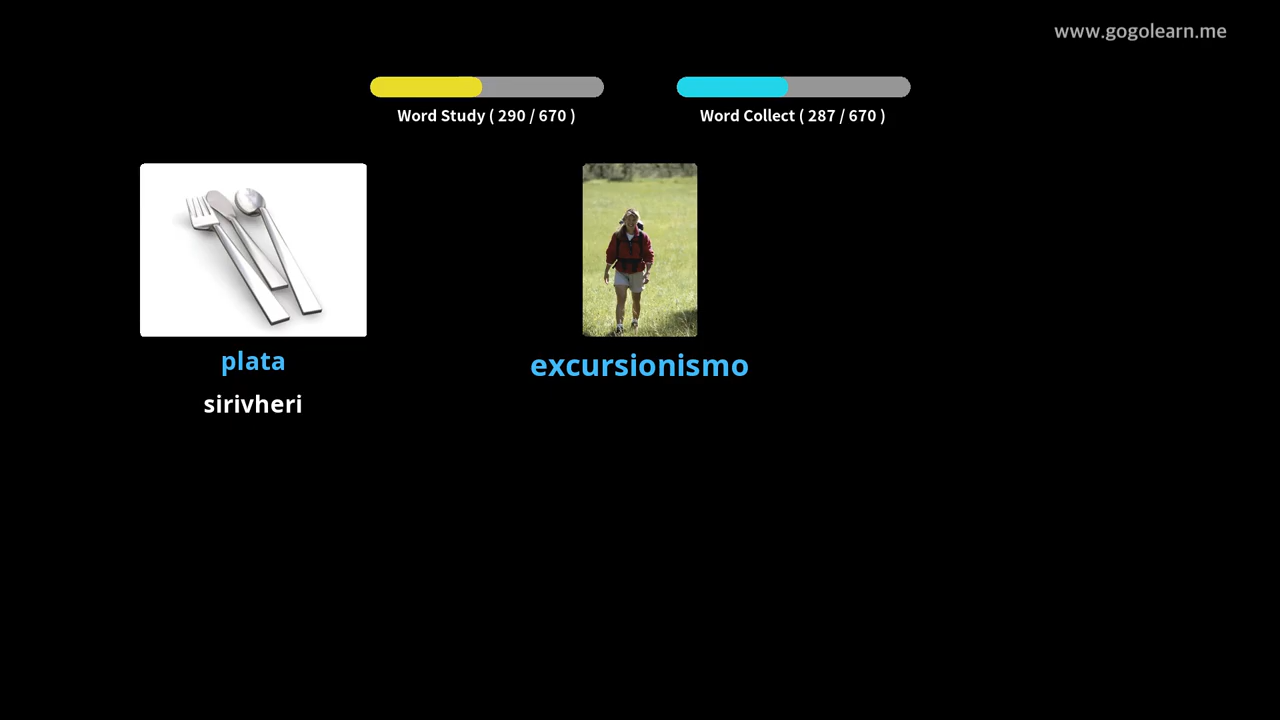 www.gogolearn.me
Word Study ( 290 / 670 )
Word Collect ( 287 / 670 )
plata
sirivheri
excursionismo